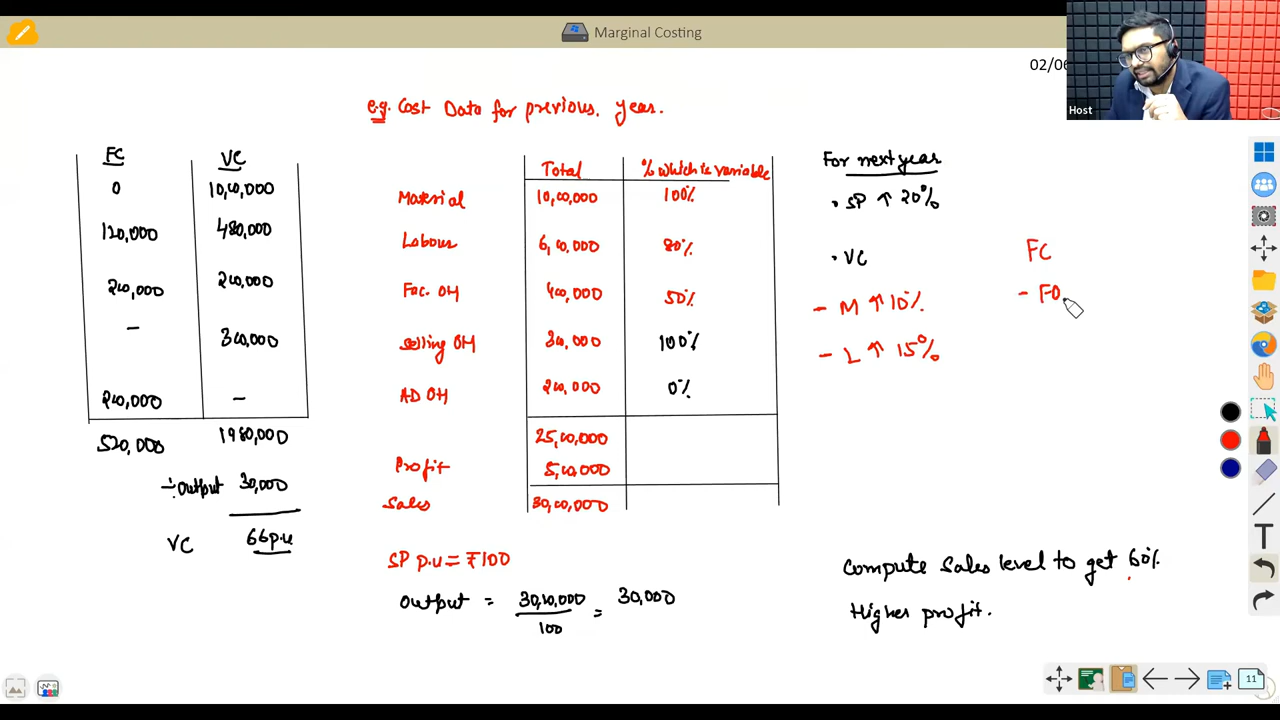 Marginal Costing
02/06
Host
e.g. Cost Data for previous. year.
FC VC
0 10,00,000
120,000 480,000
200,000 200,000
- 300,000
200,000 -
520,000 1980,000
÷ output 30,000
VC 66 p.u
Total % which is variable
Material 10,00,000 100%
Labour 6,00,000 80%
Fac. OH 400,000 50%
Selling OH 300,000 100%
AD OH 200,000 0%
25,00,000
Profit 5,00,000
Sales 30,00,000
SP p.u = ₹100
Output = 30,00,000 / 100 = 30,000
For next year
• SP ↑ 20%
• VC
- M ↑ 10%
- L ↑ 15%
FC
- FO
Compute Sales level to get 60%
Higher profit.
T
11